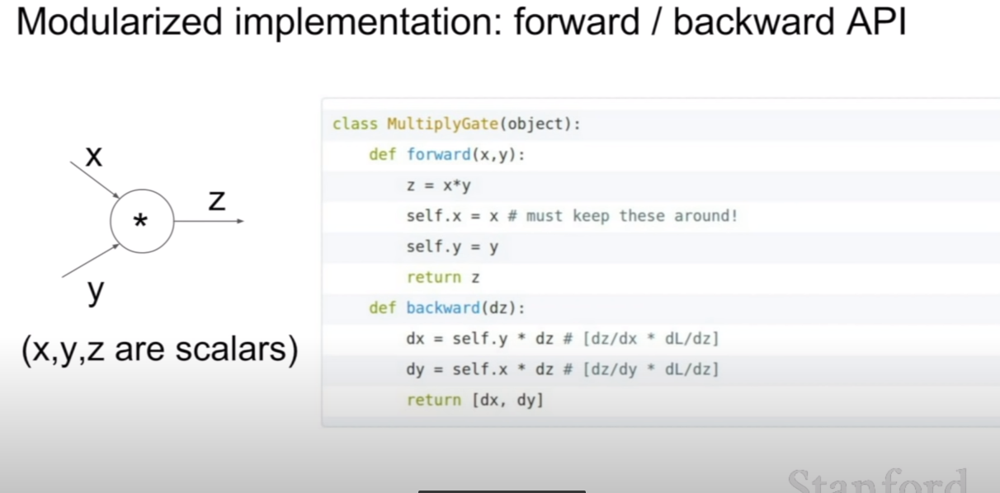 Modularized implementation: forward / backward API
x
*
z
y
(x,y,z are scalars)
class MultiplyGate(object):
def forward(x,y):
z = x*y
self.x = x # must keep these around!
self.y = y
return z
def backward(dz):
dx = self.y * dz # [dz/dx * dL/dz]
dy = self.x * dz # [dz/dy * dL/dz]
return [dx, dy]
Stanford